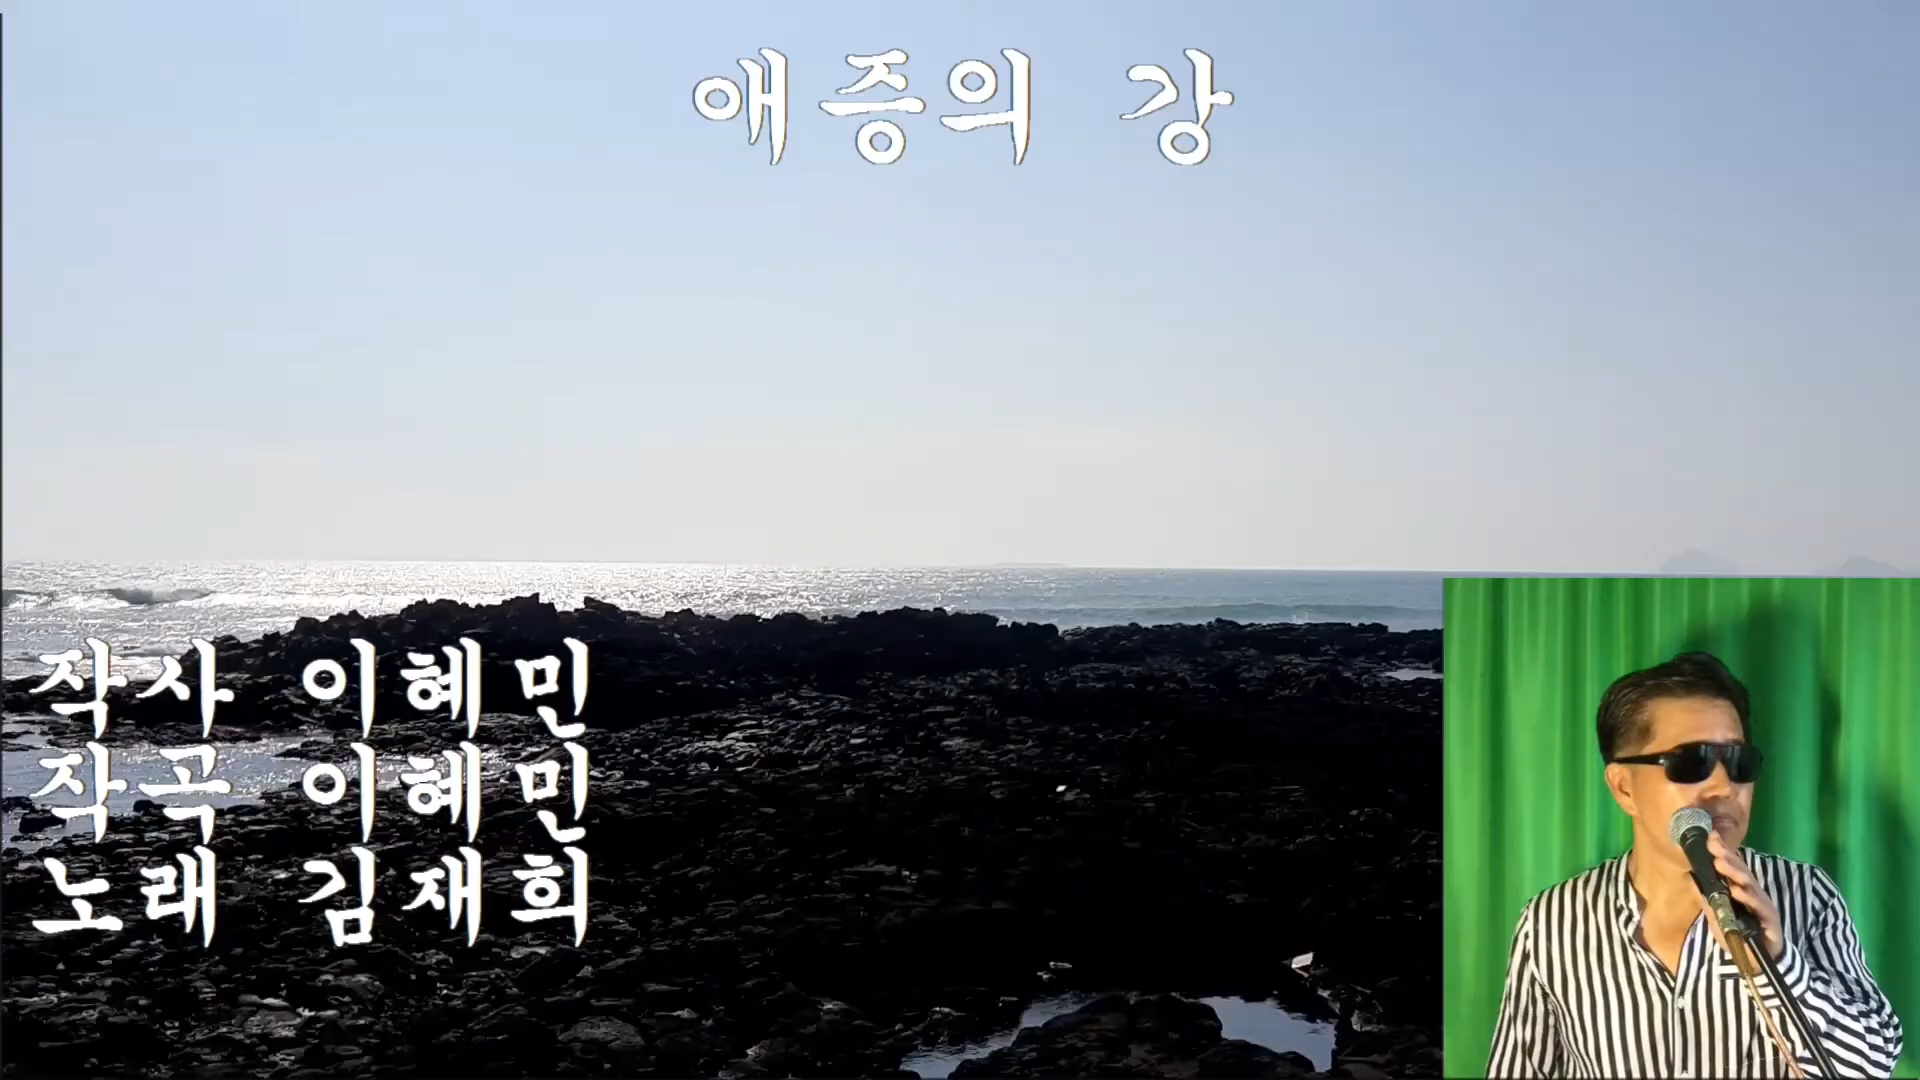 애증의 강
작사 이혜민
작곡 이혜민
노래 김재희